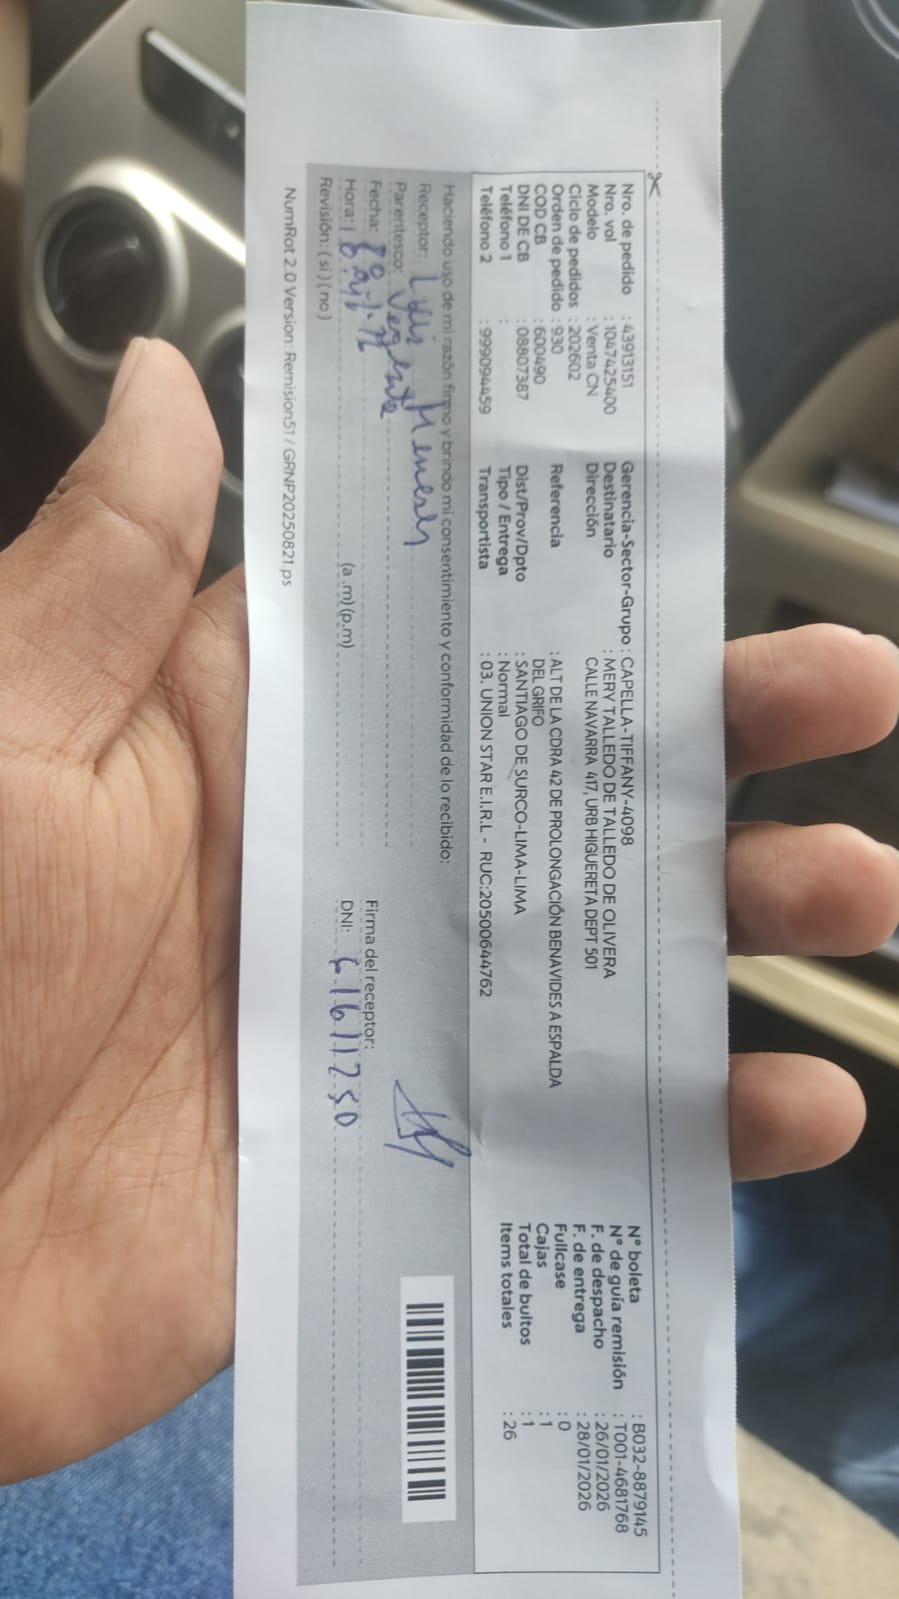 Nro. de pedido : 43913151
Nro. vol : 1047425400
Modelo : Venta CN
Ciclo de pedidos : 202602
Orden de pedido : 930
COD CB : 600490
DNI DE CB : 08807387
Teléfono 1 :
Teléfono 2 : 999094459
Gerencia-Sector-Grupo : CAPELLA-TIFFANY-4098
Destinatario : MERY TALLEDO DE TALLEDO DE OLIVERA
Dirección CALLE NAVARRA 417, URB HIGUERETA DEPT 501
Referencia : ALT DE LA CDRA 42 DE PROLONGACIÓN BENAVIDES A ESPALDA
DEL GRIFO
Dist/Prov/Dpto : SANTIAGO DE SURCO-LIMA-LIMA
Tipo / Entrega : Normal
Transportista : 03. UNION STAR E.I.R.L - RUC:20500644762
N° boleta : B032-8879145
N° de guía remisión : T001-4681768
F. de despacho : 26/01/2026
F. de entrega : 28/01/2026
Fullcase : 0
Cajas : 1
Total de bultos : 1
Items totales : 26
Haciendo uso de mi razón firmo y brindo mi consentimiento y conformidad de lo recibido:
Receptor: Luis
Parentesco:
Fecha:
Hora: (a.m)(p.m)
Revisión: ( si ) ( no )
Firma del receptor:
DNI:
NumRot 2.0 Version: Remision51 / GRNP20250821.ps